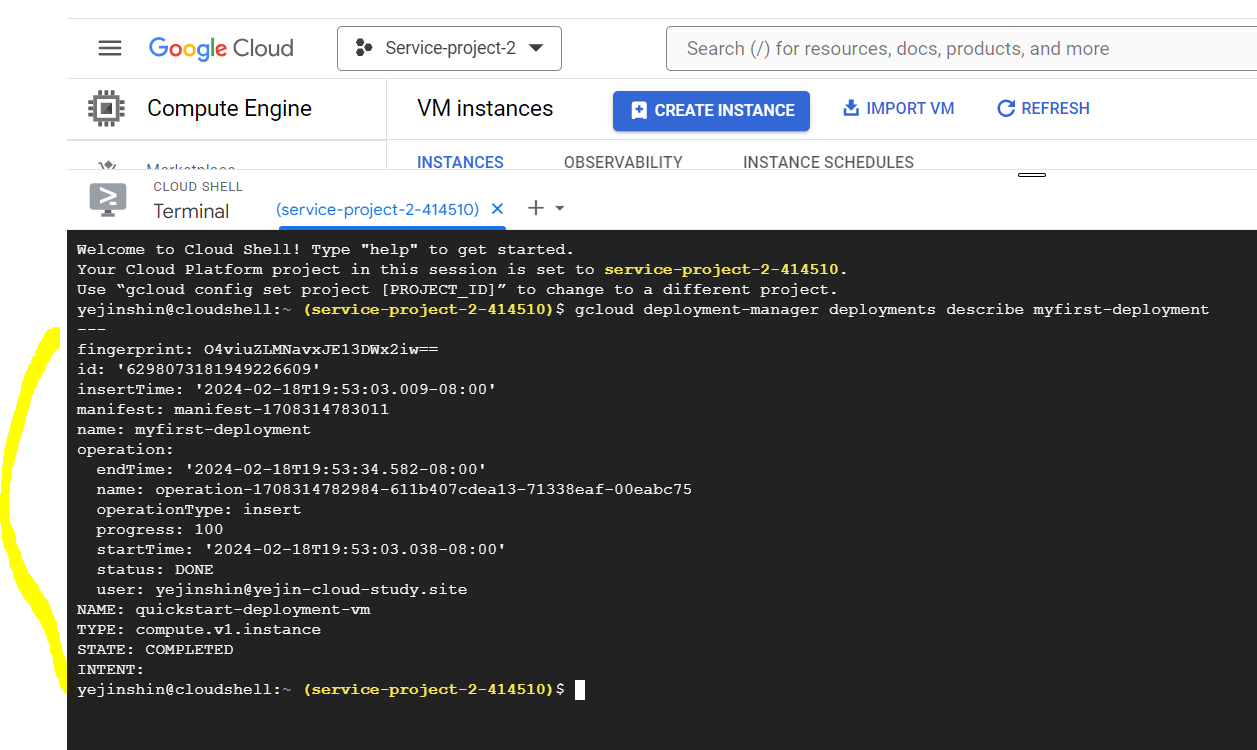 Google Cloud
Service-project-2
Search (/) for resources, docs, products, and more
Compute Engine
VM instances
CREATE INSTANCE
IMPORT VM
REFRESH
Marketplace
INSTANCES
OBSERVABILITY
INSTANCE SCHEDULES
CLOUD SHELL
Terminal
(service-project-2-414510)
Welcome to Cloud Shell! Type "help" to get started.
Your Cloud Platform project in this session is set to service-project-2-414510.
Use “gcloud config set project [PROJECT_ID]” to change to a different project.
yejinshin@cloudshell:~ (service-project-2-414510)$ gcloud deployment-manager deployments describe myfirst-deployment
---
fingerprint: O4viuZLMNavxJE13DWx2iw==
id: '6298073181949226609'
insertTime: '2024-02-18T19:53:03.009-08:00'
manifest: manifest-1708314783011
name: myfirst-deployment
operation:
  endTime: '2024-02-18T19:53:34.582-08:00'
  name: operation-1708314782984-611b407cdea13-71338eaf-00eabc75
  operationType: insert
  progress: 100
  startTime: '2024-02-18T19:53:03.038-08:00'
  status: DONE
  user: yejinshin@yejin-cloud-study.site
NAME: quickstart-deployment-vm
TYPE: compute.v1.instance
STATE: COMPLETED
INTENT:
yejinshin@cloudshell:~ (service-project-2-414510)$